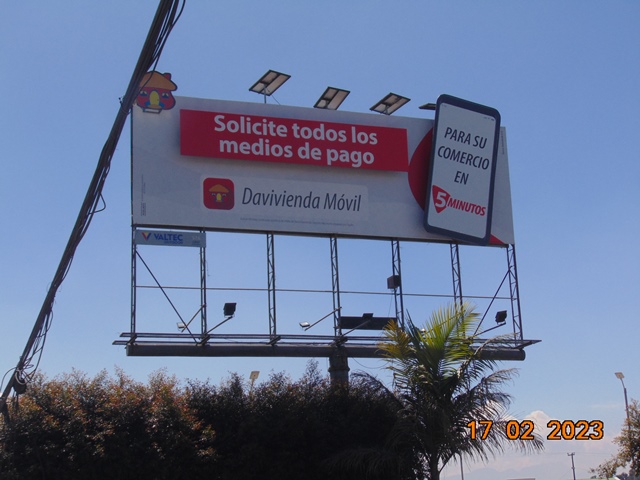 Solicite todos los
medios de pago
Davivienda Móvil
PARA SU
COMERCIO
EN
5 MINUTOS
VALTEC
17 02 2023